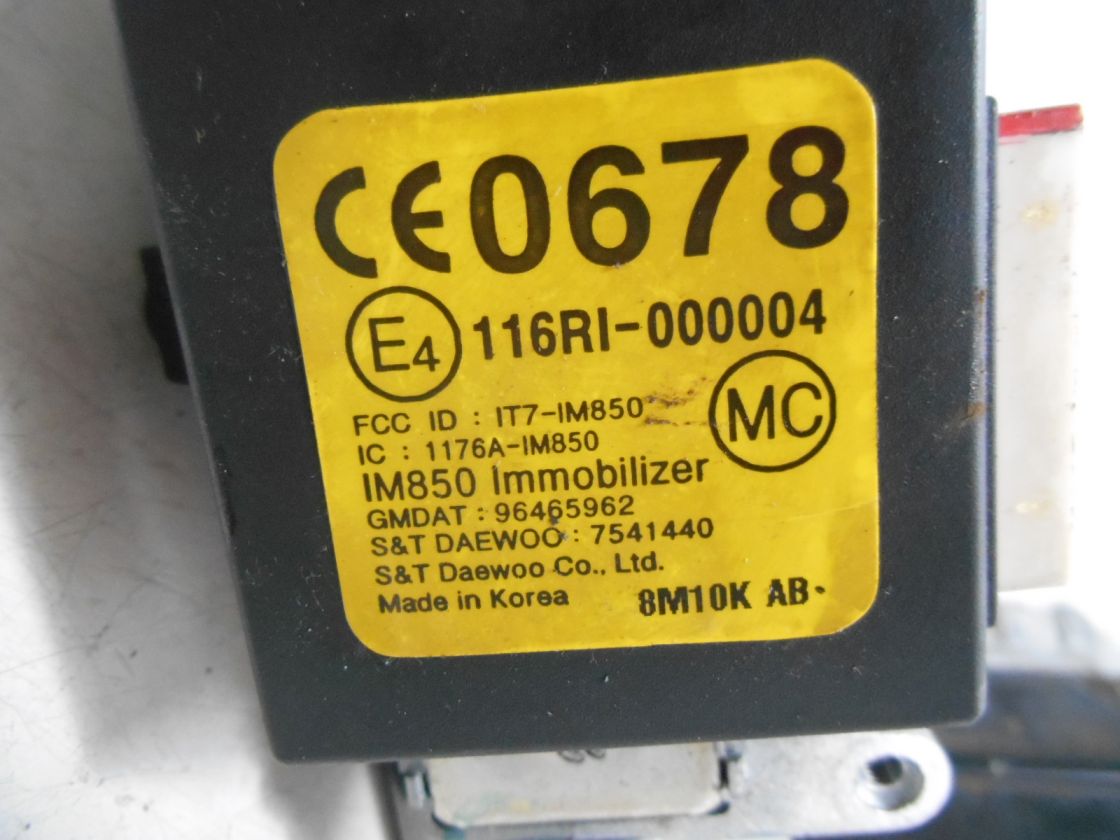 CE0678
E4 116RI-000004
FCC ID : IT7-IM850
MC
IC : 1176A-IM850
IM850 Immobilizer
GMDAT : 96465962
S&T DAEWOO : 7541440
S&T Daewoo Co., Ltd.
Made in Korea 8M10K AB·